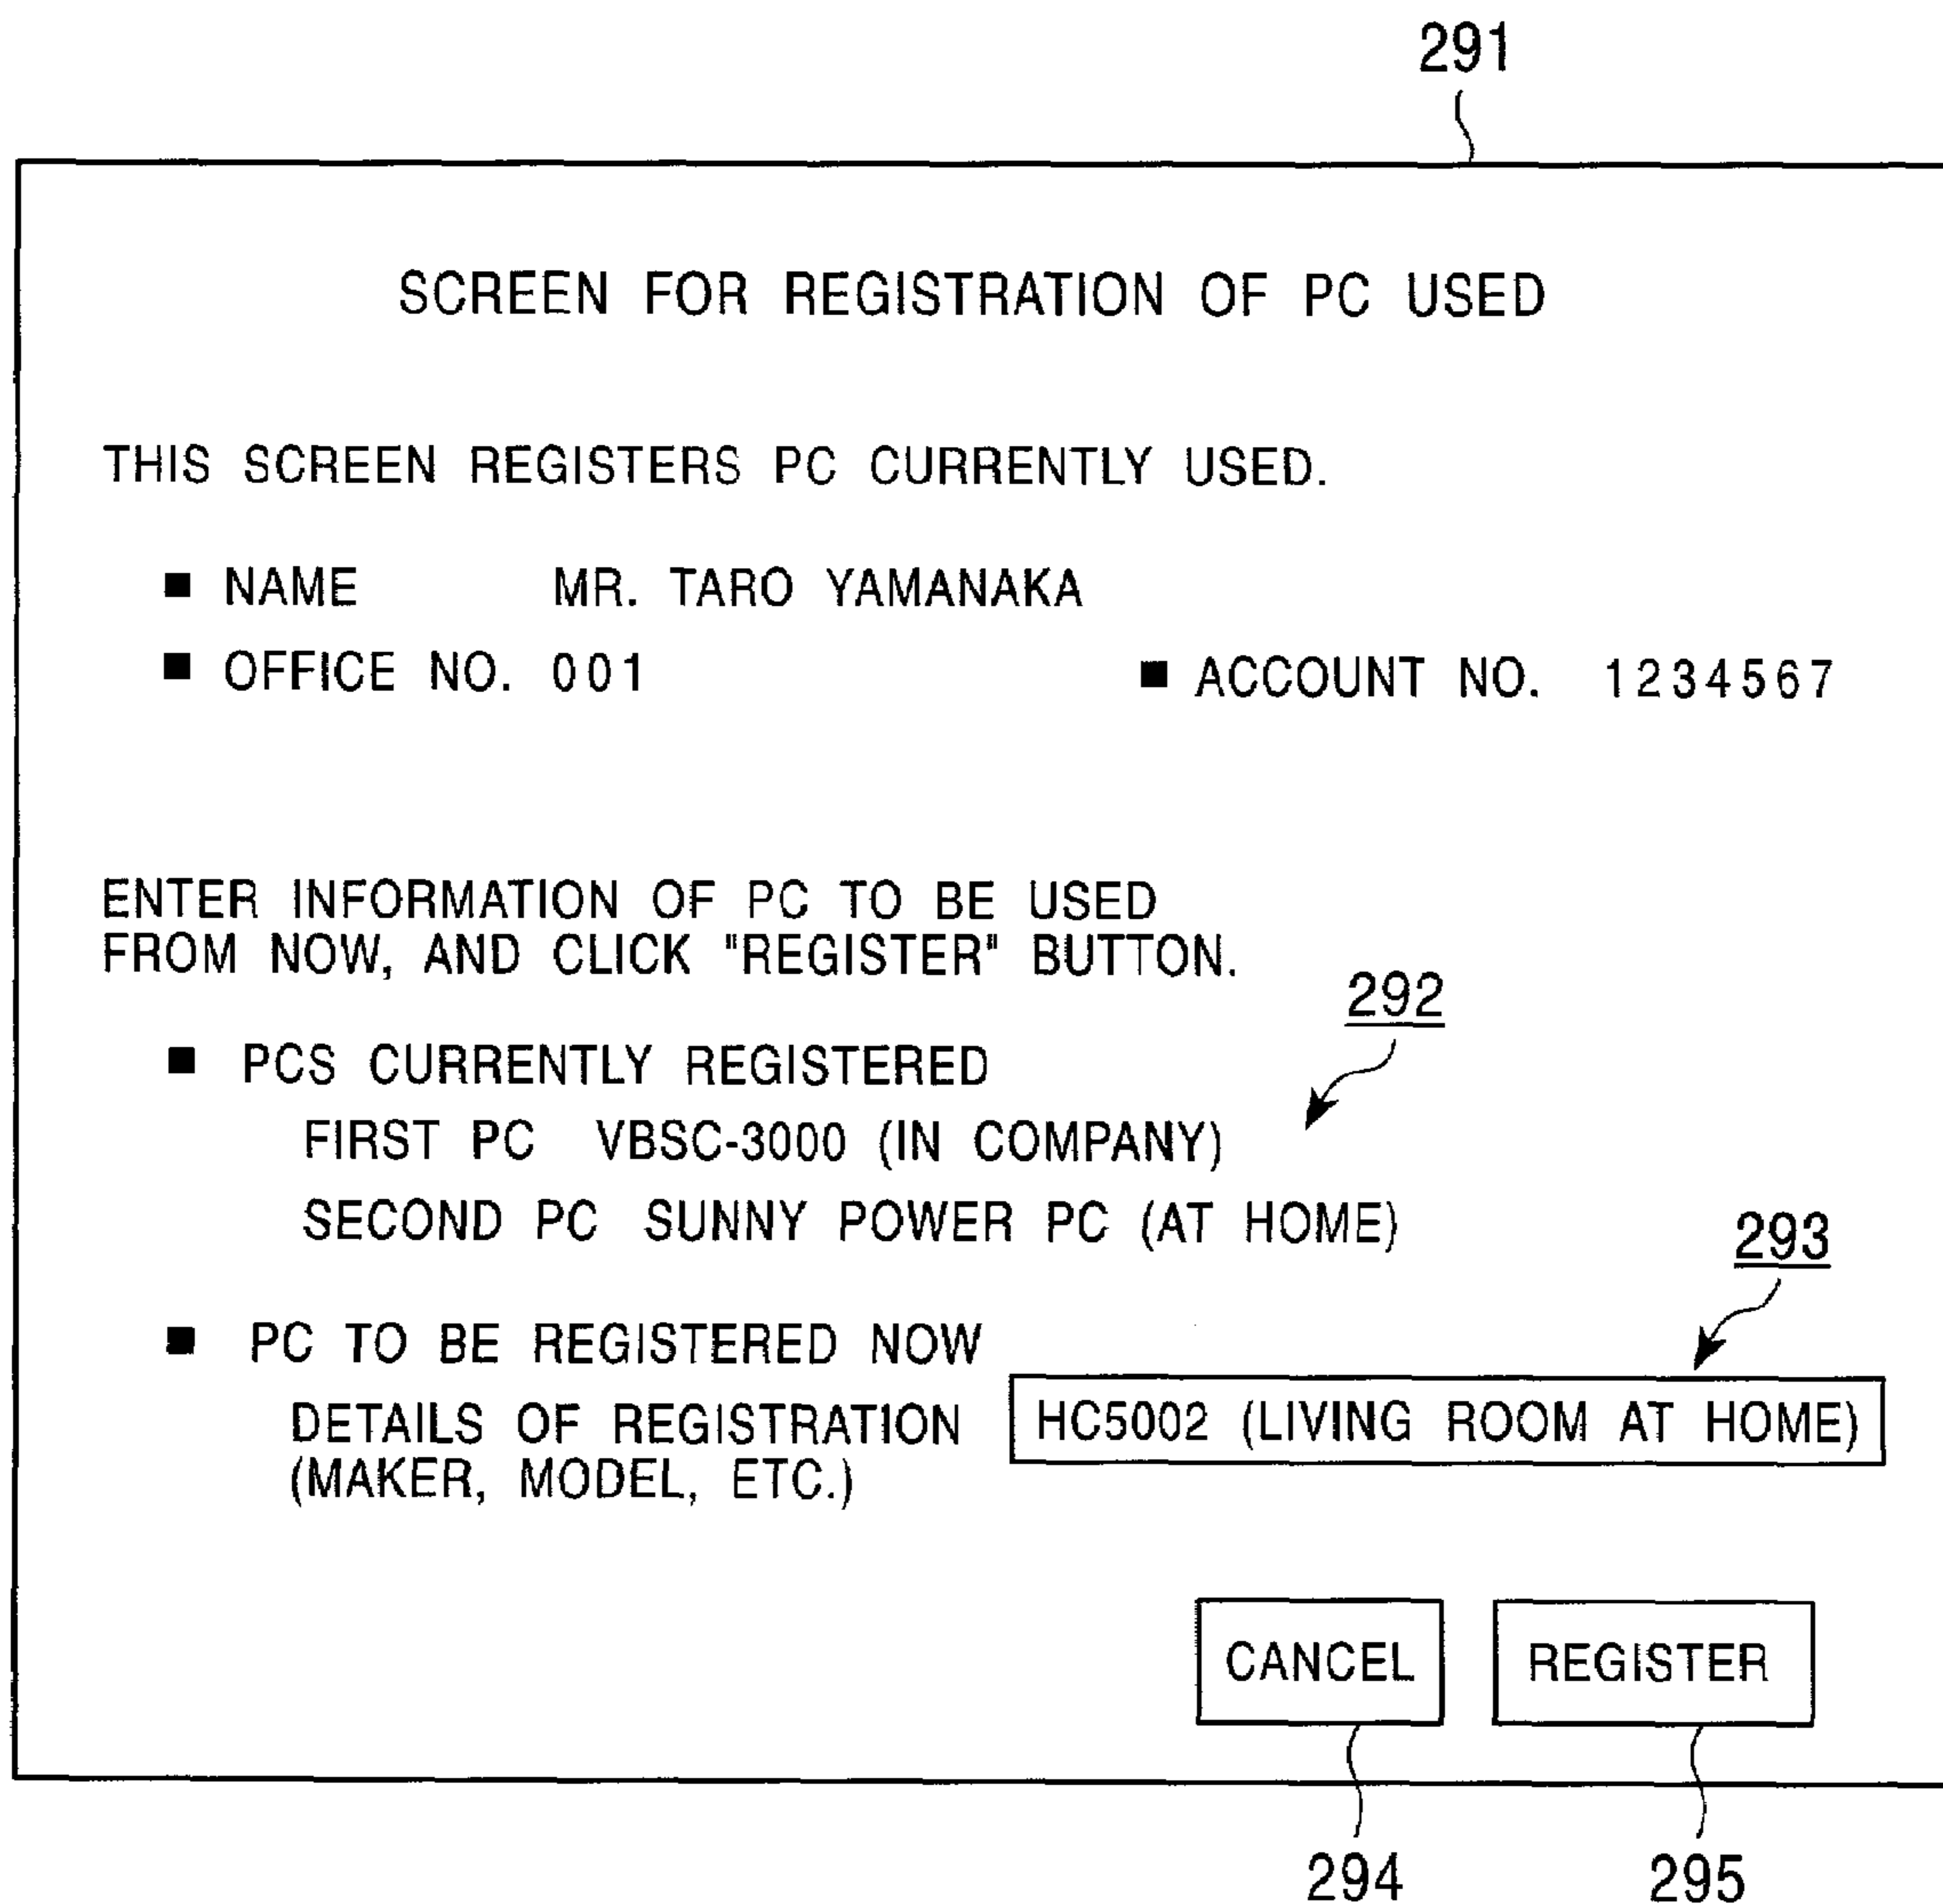 291
SCREEN FOR REGISTRATION OF PC USED
THIS SCREEN REGISTERS PC CURRENTLY USED.
■ NAME MR. TARO YAMANAKA
■ OFFICE NO. 001 ■ ACCOUNT NO. 1234567
ENTER INFORMATION OF PC TO BE USED
FROM NOW, AND CLICK "REGISTER" BUTTON.
292
■ PCS CURRENTLY REGISTERED
FIRST PC VBSC-3000 (IN COMPANY)
SECOND PC SUNNY POWER PC (AT HOME)
293
■ PC TO BE REGISTERED NOW
DETAILS OF REGISTRATION HC5002 (LIVING ROOM AT HOME)
(MAKER, MODEL, ETC.)
CANCEL REGISTER
294 295